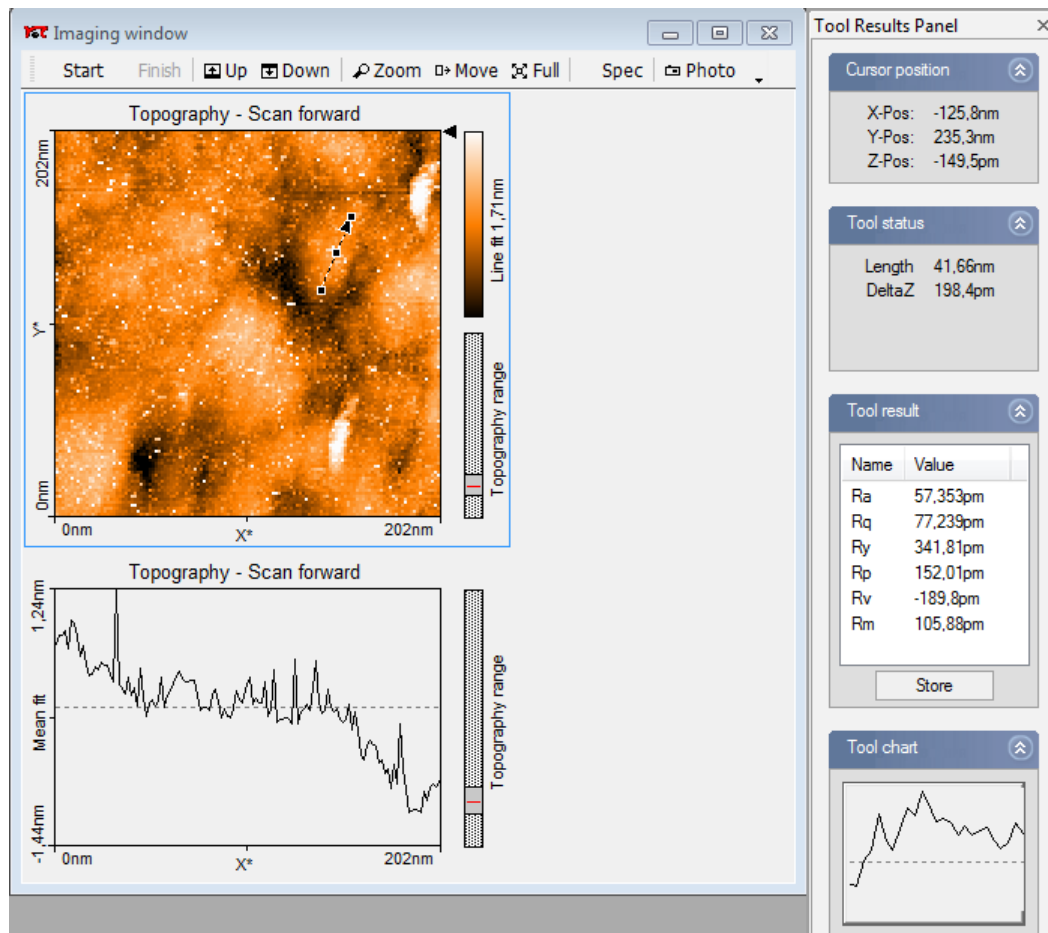 Imaging window
Start Finish Up Down Zoom Move Full Spec Photo
Topography - Scan forward
202nm
Y*
0nm
0nm X* 202nm
Line fit 1,71nm
Topography range
Topography - Scan forward
1,24nm
Mean fit
-1,44nm
0nm X* 202nm
Topography range
Tool Results Panel
Cursor position
X-Pos: -125,8nm
Y-Pos: 235,3nm
Z-Pos: -149,5pm
Tool status
Length 41,66nm
DeltaZ 198,4pm
Tool result
Name Value
Ra 57,353pm
Rq 77,239pm
Ry 341,81pm
Rp 152,01pm
Rv -189,8pm
Rm 105,88pm
Store
Tool chart